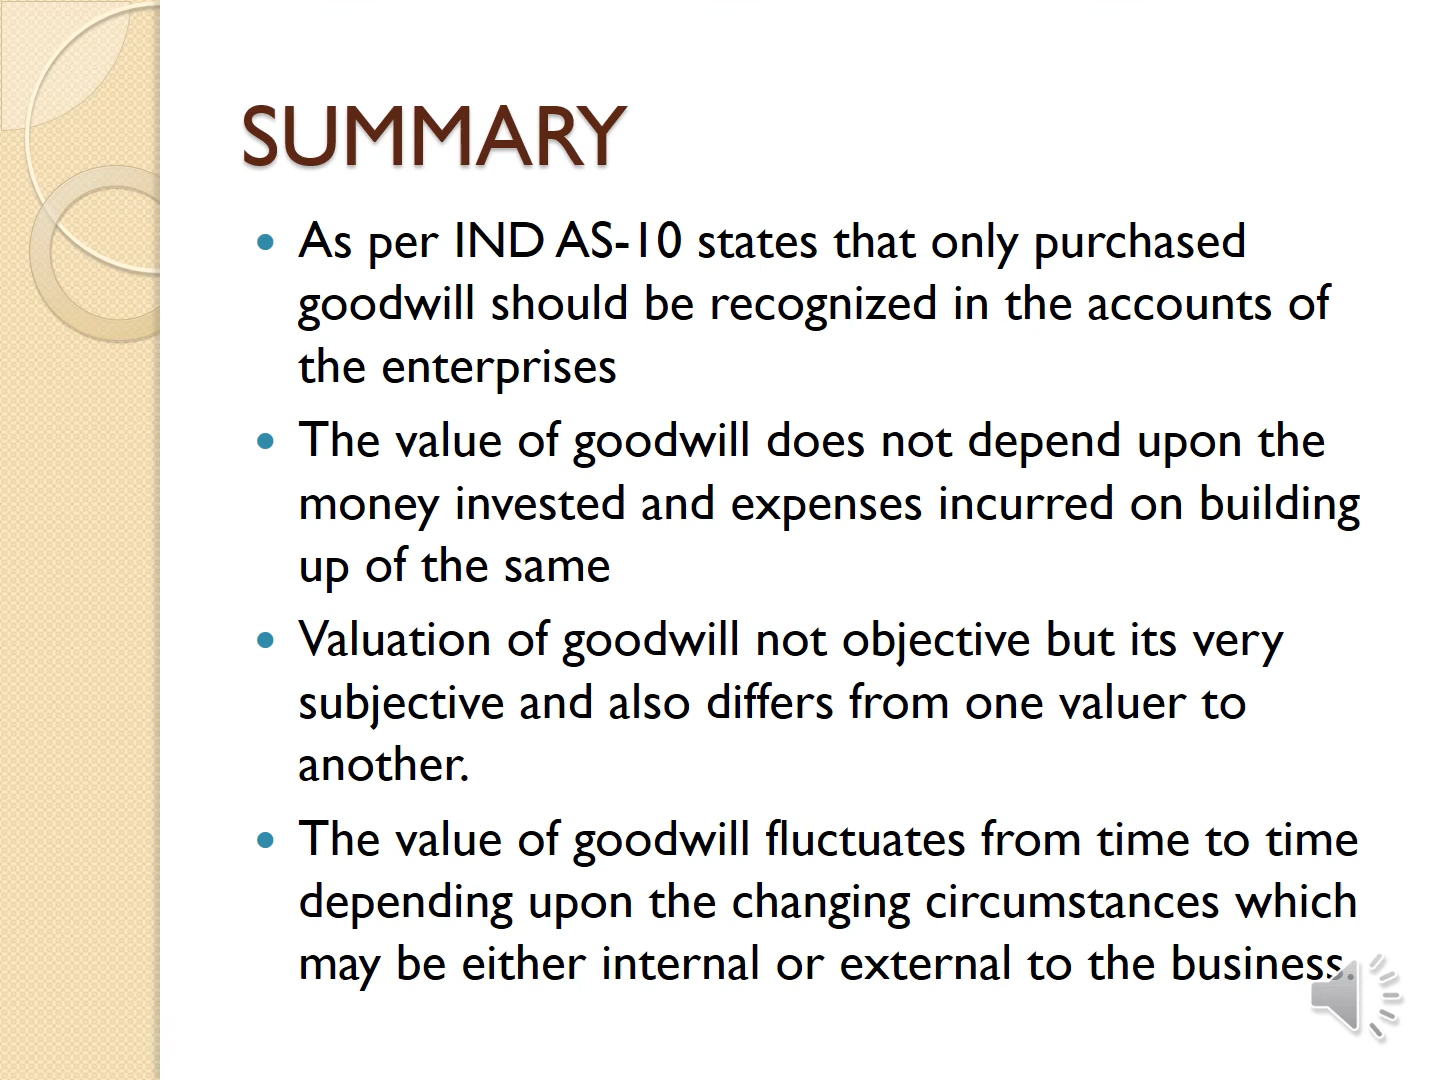 SUMMARY
• As per IND AS-10 states that only purchased
goodwill should be recognized in the accounts of
the enterprises
• The value of goodwill does not depend upon the
money invested and expenses incurred on building
up of the same
• Valuation of goodwill not objective but its very
subjective and also differs from one valuer to
another.
• The value of goodwill fluctuates from time to time
depending upon the changing circumstances which
may be either internal or external to the business.